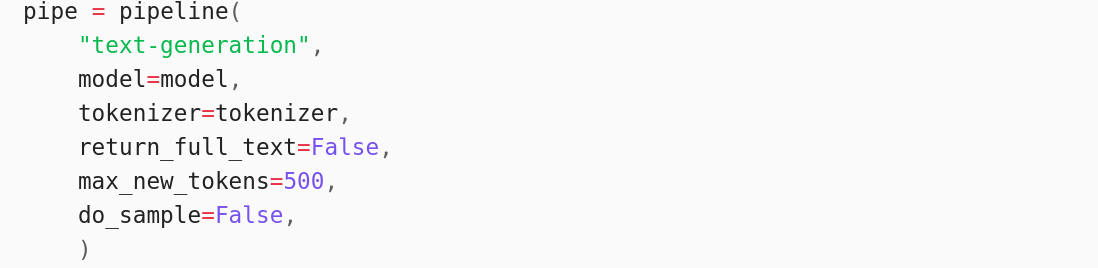 pipe = pipeline(
    "text-generation",
    model=model,
    tokenizer=tokenizer,
    return_full_text=False,
    max_new_tokens=500,
    do_sample=False,
    )